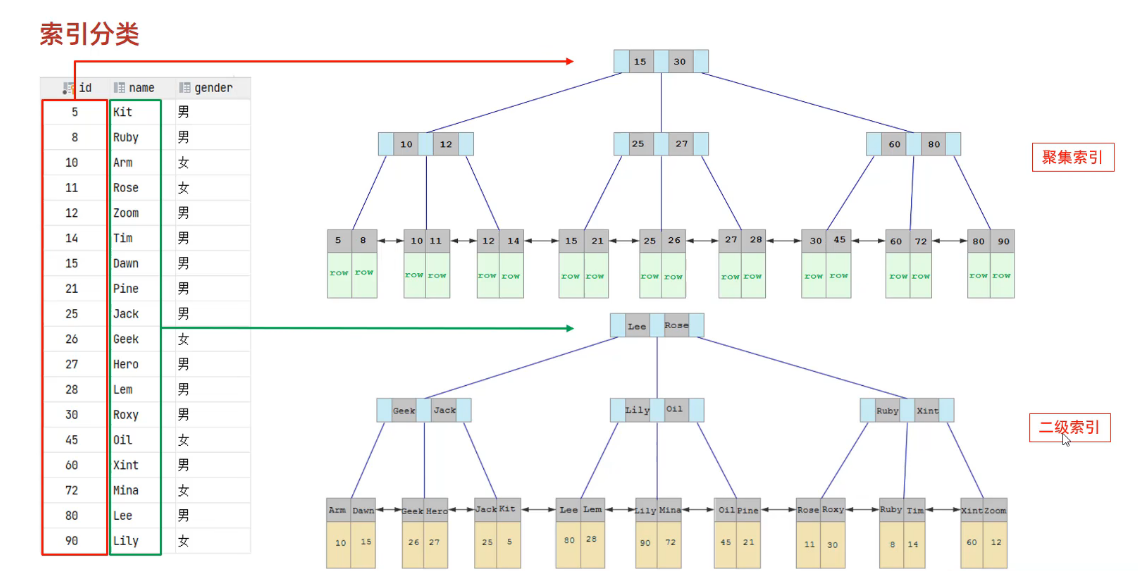 索引分类
id name gender
5 Kit 男
8 Ruby 男
10 Arm 女
11 Rose 女
12 Zoom 男
14 Tim 男
15 Dawn 男
21 Pine 男
25 Jack 男
26 Geek 女
27 Hero 男
28 Lem 男
30 Roxy 男
45 Oil 女
60 Xint 男
72 Mina 女
80 Lee 男
90 Lily 女
15 30
10 12 25 27 60 80
聚集索引
5 8 10 11 12 14 15 21 25 26 27 28 30 45 60 72 80 90
row row row row row row row row row row row row row row row row row row
Lee Rose
Geek Jack Lily Oil Ruby Xint
二级索引
Arm Dawn Geek Hero Jack Kit Lee Lem Lily Mina Oil Pine Rose Roxy Ruby Tim Xint Zoom
10 15 26 27 25 5 80 28 90 72 45 21 11 30 8 14 60 12